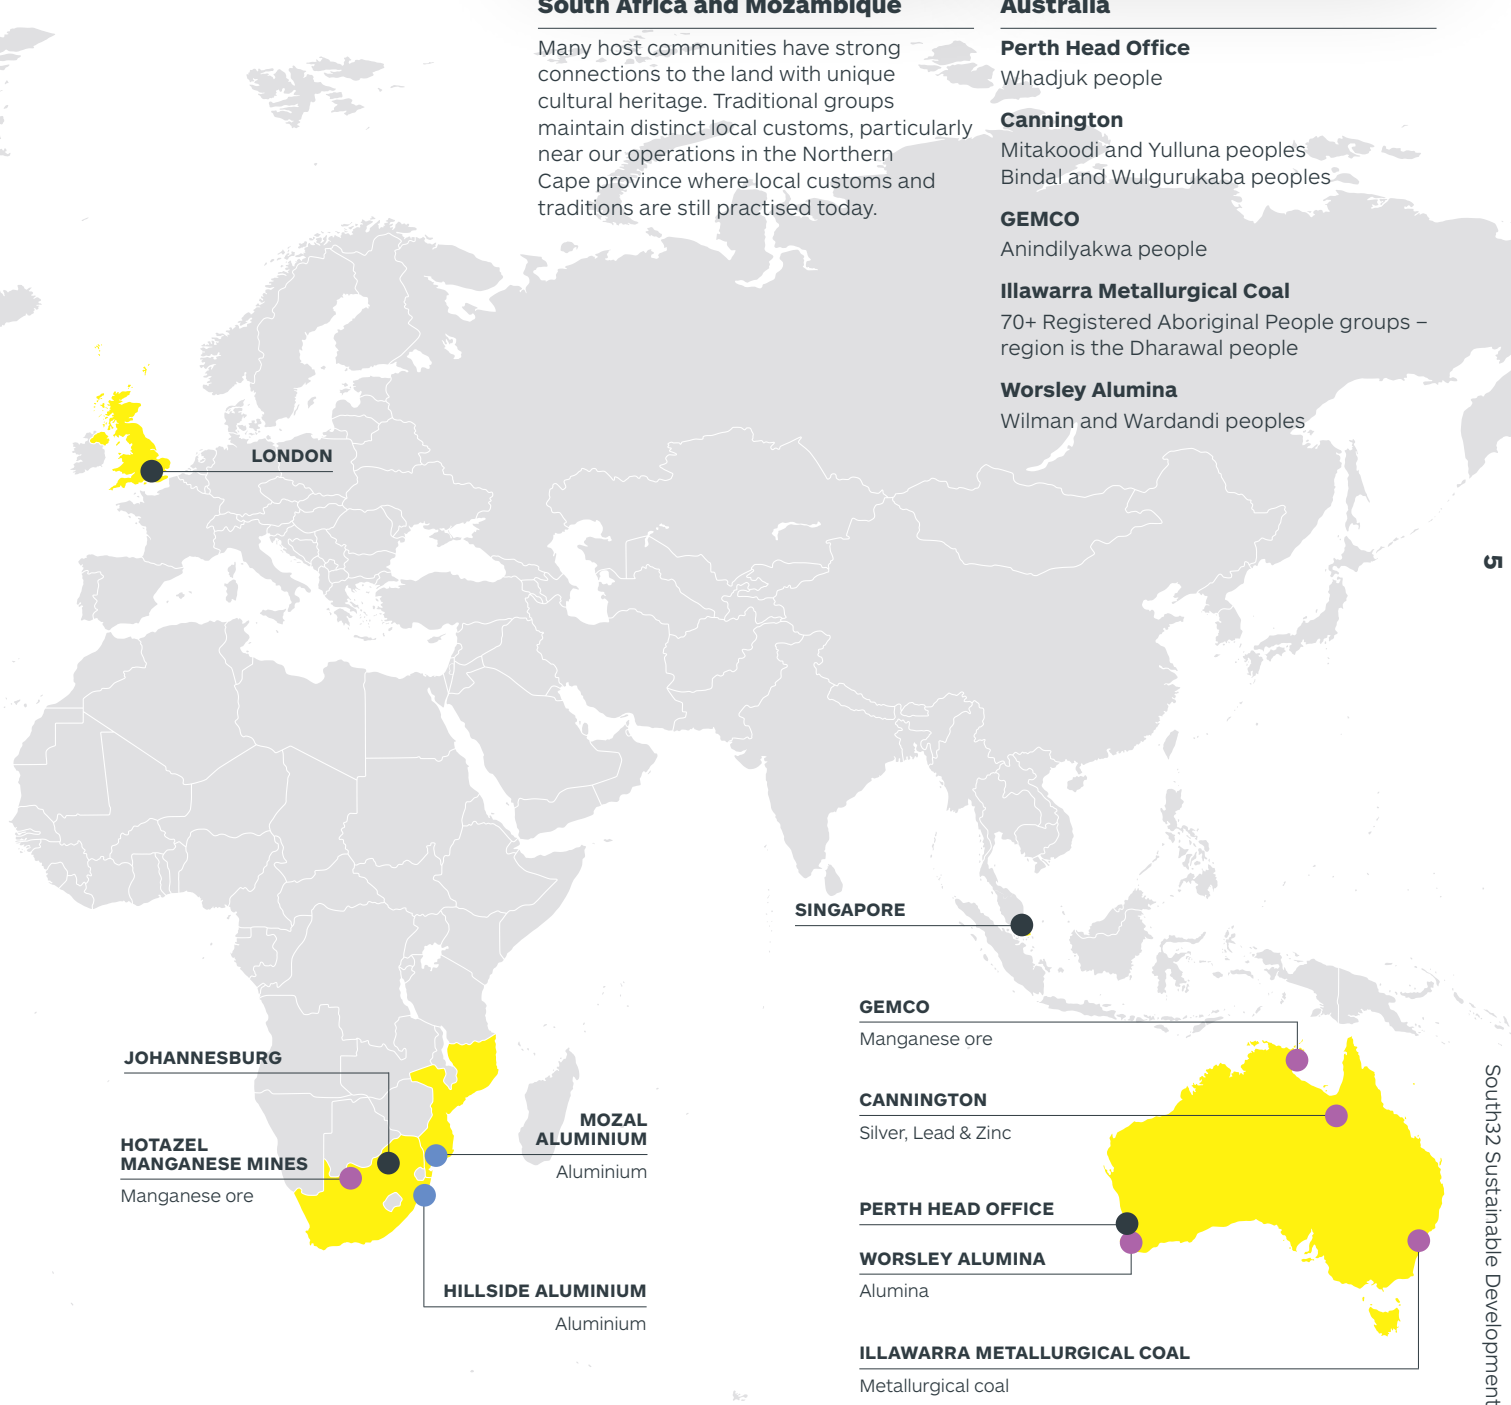 South Africa and Mozambique
Many host communities have strong
connections to the land with unique
cultural heritage. Traditional groups
maintain distinct local customs, particularly
near our operations in the Northern
Cape province where local customs and
traditions are still practised today.
Australia
Perth Head Office
Whadjuk people
Cannington
Mitakoodi and Yulluna peoples
Bindal and Wulgurukaba peoples
GEMCO
Anindilyakwa people
Illawarra Metallurgical Coal
70+ Registered Aboriginal People groups –
region is the Dharawal people
Worsley Alumina
Wilman and Wardandi peoples
LONDON
SINGAPORE
JOHANNESBURG
HOTAZEL
MANGANESE MINES
Manganese ore
MOZAL
ALUMINIUM
Aluminium
HILLSIDE ALUMINIUM
Aluminium
GEMCO
Manganese ore
CANNINGTON
Silver, Lead & Zinc
PERTH HEAD OFFICE
WORSLEY ALUMINA
Alumina
ILLAWARRA METALLURGICAL COAL
Metallurgical coal
5
South32 Sustainable Development